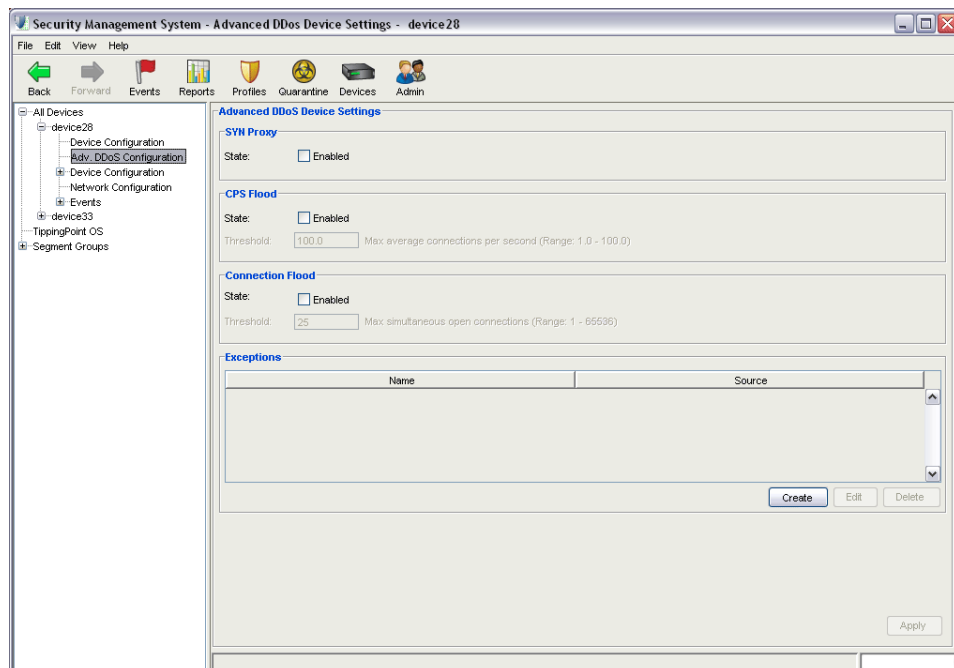 Security Management System - Advanced DDos Device Settings - device28
File Edit View Help
Back Forward Events Reports Profiles Quarantine Devices Admin
All Devices
device28
Device Configuration
Adv. DDoS Configuration
Device Configuration
Network Configuration
Events
device33
TippingPoint OS
Segment Groups
Advanced DDoS Device Settings
SYN Proxy
State: Enabled
CPS Flood
State: Enabled
Threshold: 100.0 Max average connections per second (Range: 1.0 - 100.0)
Connection Flood
State: Enabled
Threshold: 25 Max simultaneous open connections (Range: 1 - 65536)
Exceptions
Name Source
Create Edit Delete
Apply